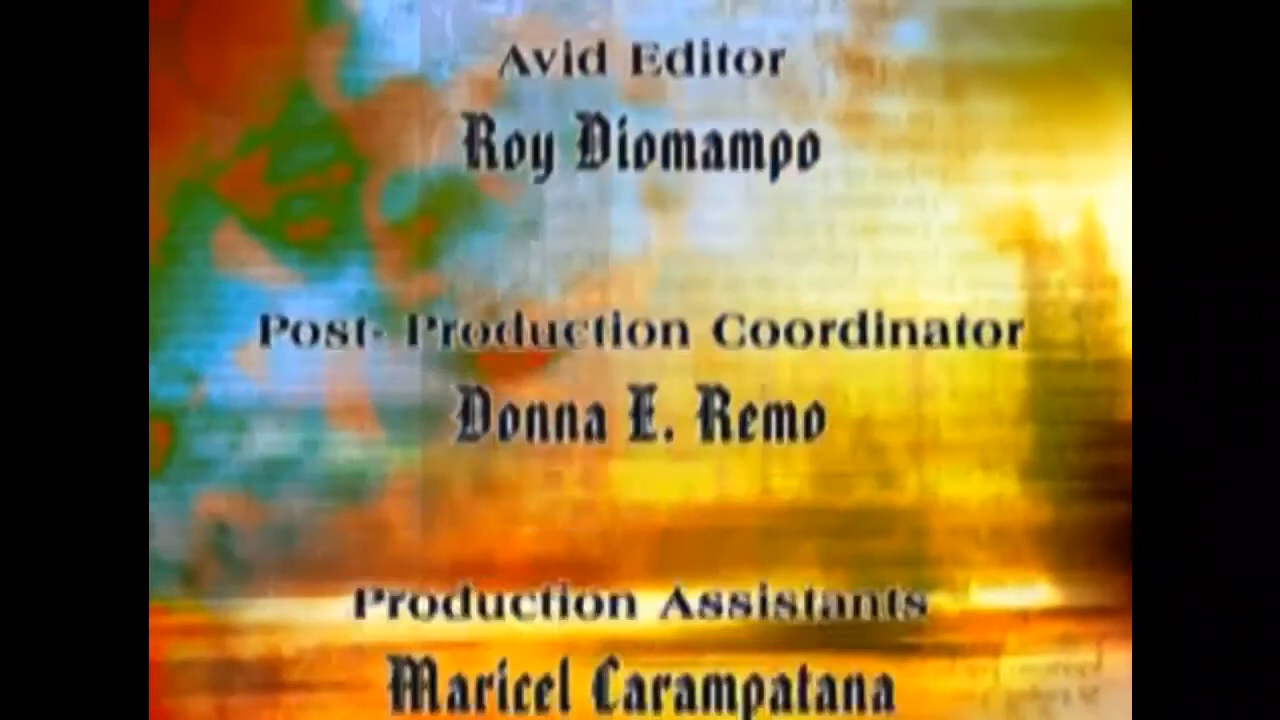 Avid Editor
Roy Diomampo
Post- Production Coordinator
Donna E. Remo
Production Assistants
Maricel Carampatana